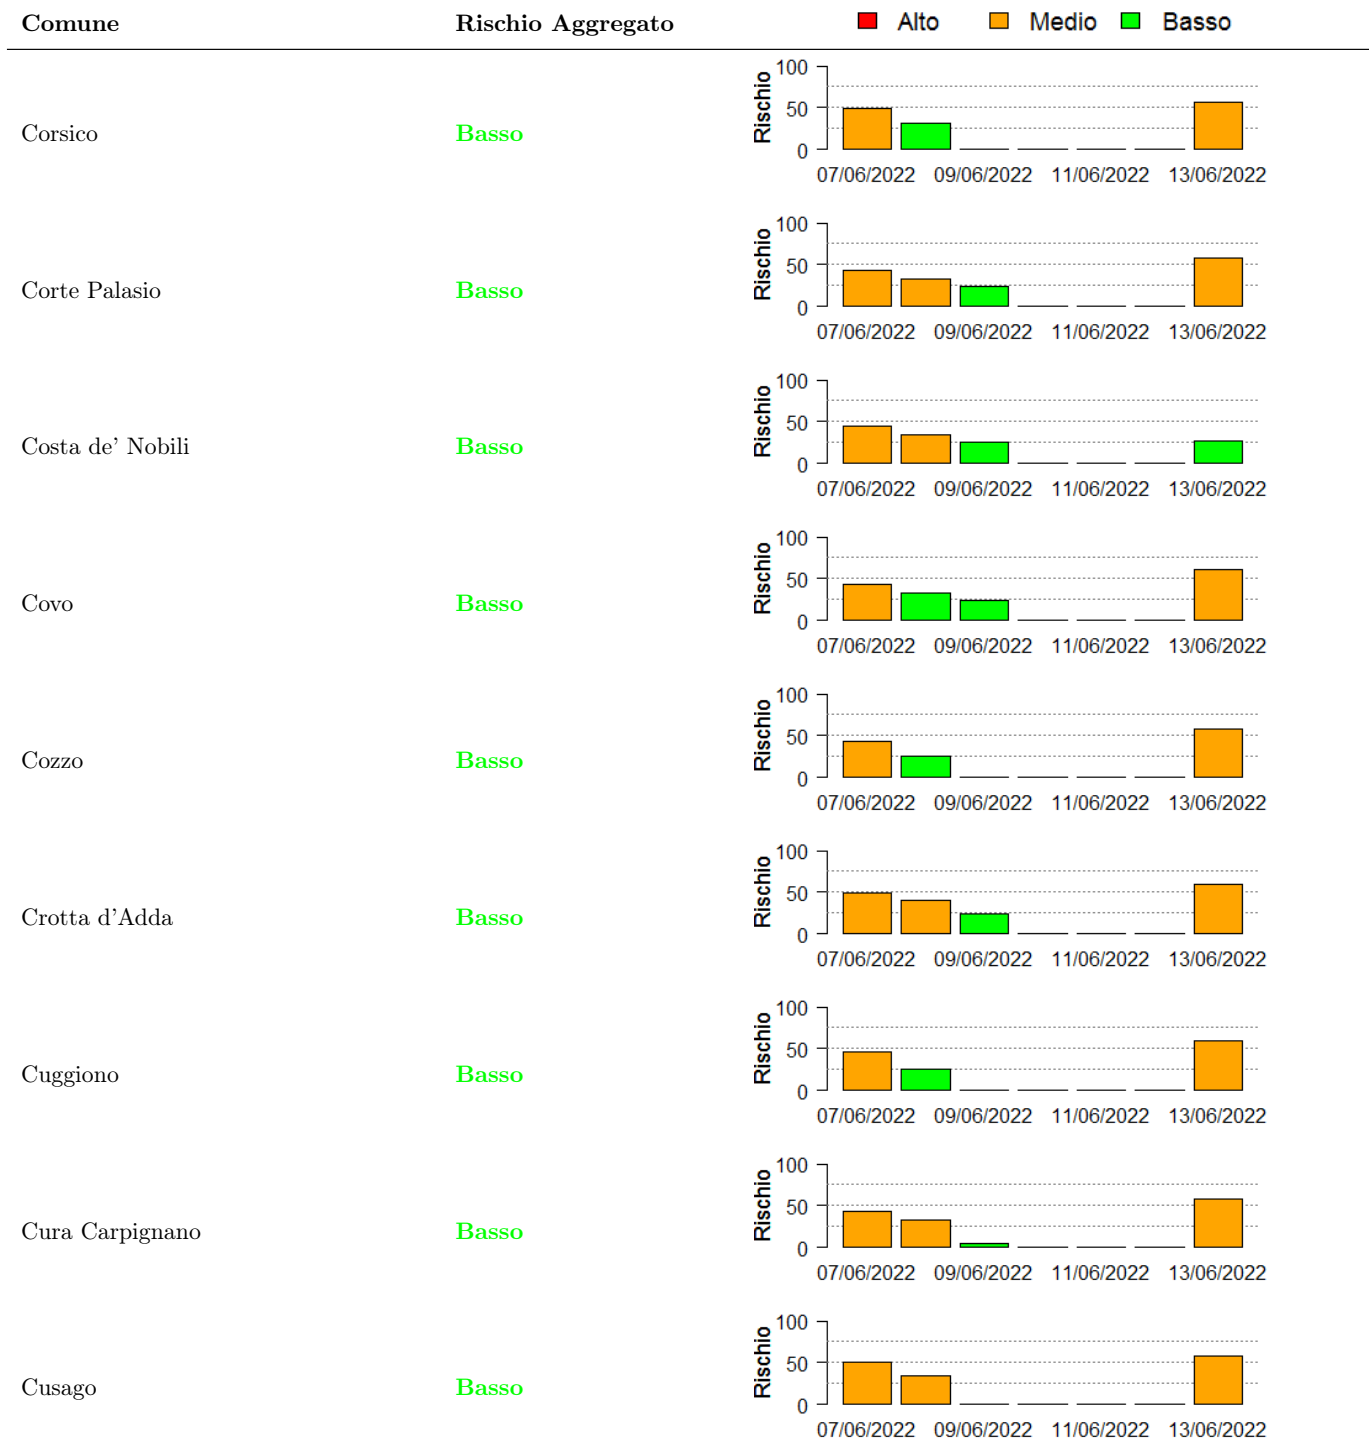 Comune Rischio Aggregato Alto Medio Basso
Corsico Basso
Rischio
100
50
0
07/06/2022 09/06/2022 11/06/2022 13/06/2022
Corte Palasio Basso
Rischio
100
50
0
07/06/2022 09/06/2022 11/06/2022 13/06/2022
Costa de' Nobili Basso
Rischio
100
50
0
07/06/2022 09/06/2022 11/06/2022 13/06/2022
Covo Basso
Rischio
100
50
0
07/06/2022 09/06/2022 11/06/2022 13/06/2022
Cozzo Basso
Rischio
100
50
0
07/06/2022 09/06/2022 11/06/2022 13/06/2022
Crotta d'Adda Basso
Rischio
100
50
0
07/06/2022 09/06/2022 11/06/2022 13/06/2022
Cuggiono Basso
Rischio
100
50
0
07/06/2022 09/06/2022 11/06/2022 13/06/2022
Cura Carpignano Basso
Rischio
100
50
0
07/06/2022 09/06/2022 11/06/2022 13/06/2022
Cusago Basso
Rischio
100
50
0
07/06/2022 09/06/2022 11/06/2022 13/06/2022